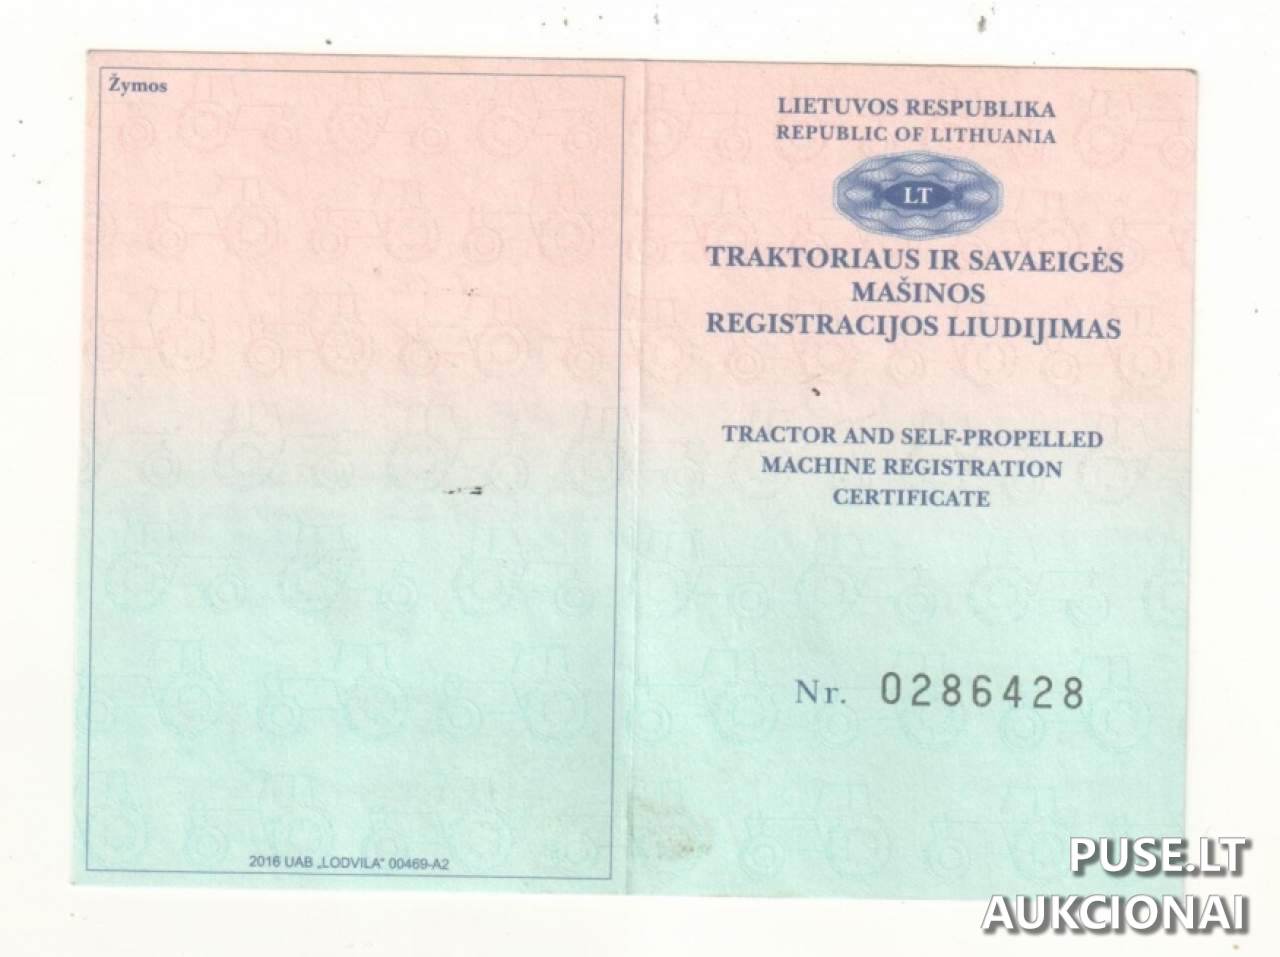 Žymos
2016 UAB „LODVILA“ 00469-A2
LIETUVOS RESPUBLIKA
REPUBLIC OF LITHUANIA
LT
TRAKTORIAUS IR SAVAEIGĖS
MAŠINOS
REGISTRACIJOS LIUDIJIMAS
TRACTOR AND SELF-PROPELLED
MACHINE REGISTRATION
CERTIFICATE
Nr. 0286428
PUSE.LT
AUKCIONAI